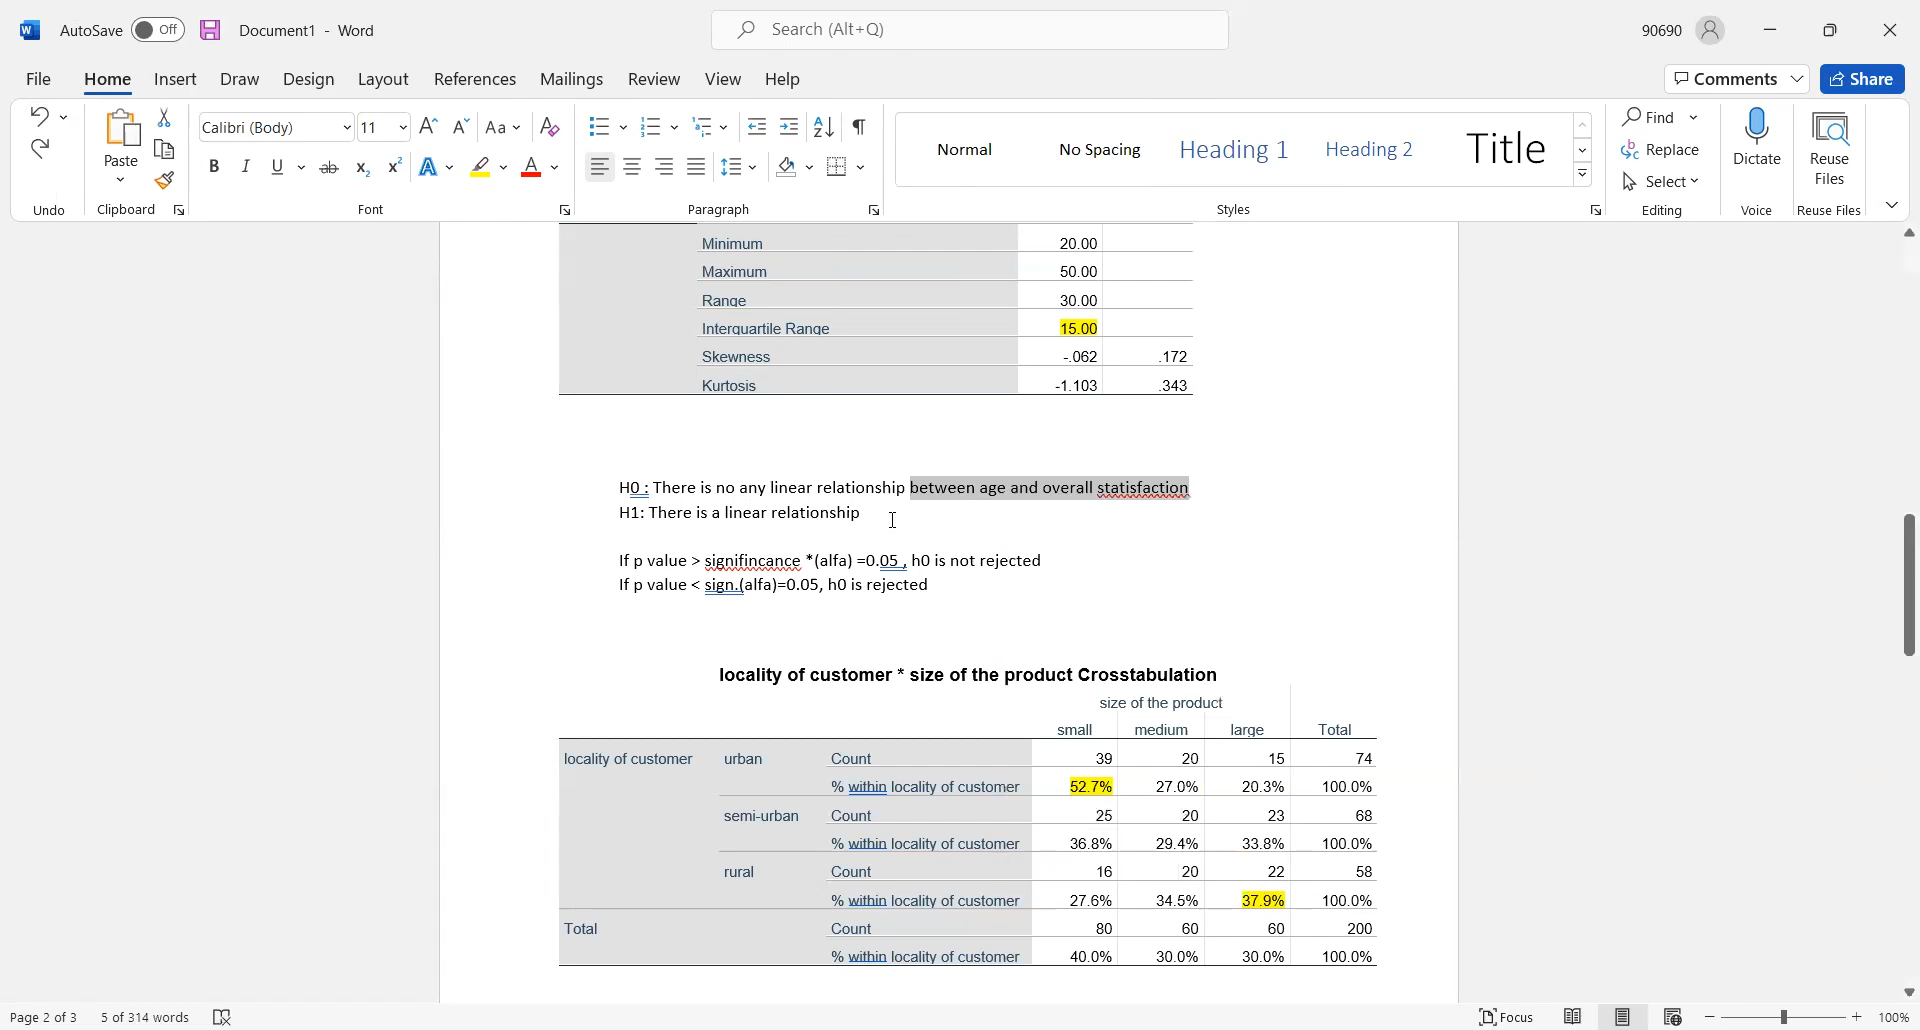 AutoSave Off Document1 - Word Search (Alt+Q) 90690
File Home Insert Draw Design Layout References Mailings Review View Help Comments Share
Calibri (Body) 11 Aa Find
Paste B I U ab x₂ x² A A Normal No Spacing Heading 1 Heading 2 Title Replace Dictate Reuse Files
Select
Undo Clipboard Font Paragraph Styles Editing Voice Reuse Files
Minimum 20.00
Maximum 50.00
Range 30.00
Interquartile Range 15.00
Skewness -.062 .172
Kurtosis -1.103 .343
H0 : There is no any linear relationship between age and overall statisfaction
H1: There is a linear relationship
If p value > signifincance *(alfa) =0.05 , h0 is not rejected
If p value < sign.(alfa)=0.05, h0 is rejected
locality of customer * size of the product Crosstabulation
size of the product
small medium large Total
locality of customer urban Count 39 20 15 74
% within locality of customer 52.7% 27.0% 20.3% 100.0%
semi-urban Count 25 20 23 68
% within locality of customer 36.8% 29.4% 33.8% 100.0%
rural Count 16 20 22 58
% within locality of customer 27.6% 34.5% 37.9% 100.0%
Total Count 80 60 60 200
% within locality of customer 40.0% 30.0% 30.0% 100.0%
Page 2 of 3 5 of 314 words Focus 100%